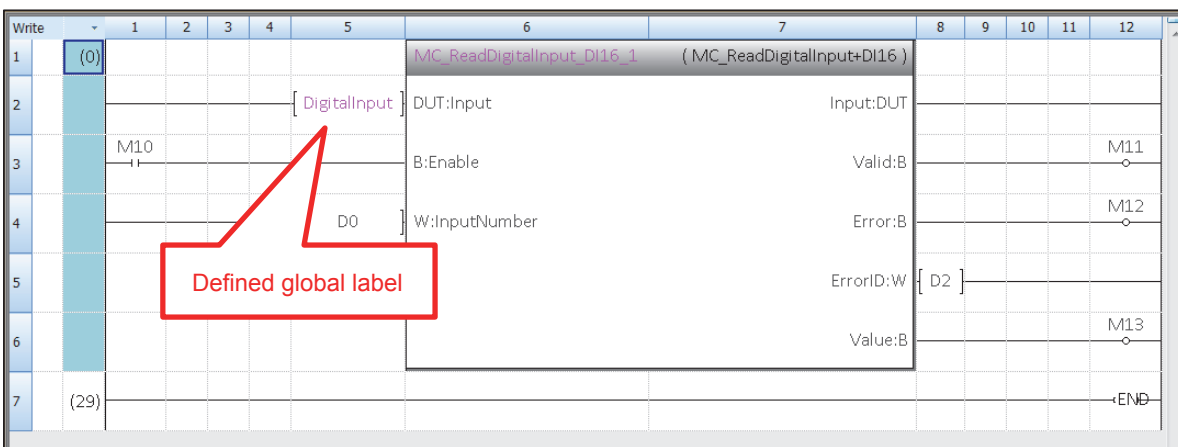 Write 1 2 3 4 5 6 7 8 9 10 11 12
1 (0) MC_ReadDigitalInput_DI16_1 (MC_ReadDigitalInput+DI16)
2 [ DigitalInput ] DUT:Input Input:DUT
M10 M11
3 B:Enable Valid:B
M12
4 D0 ] W:InputNumber Error:B
Defined global label
5 ErrorID:W [ D2 ]
M13
6 Value:B
7 (29) END